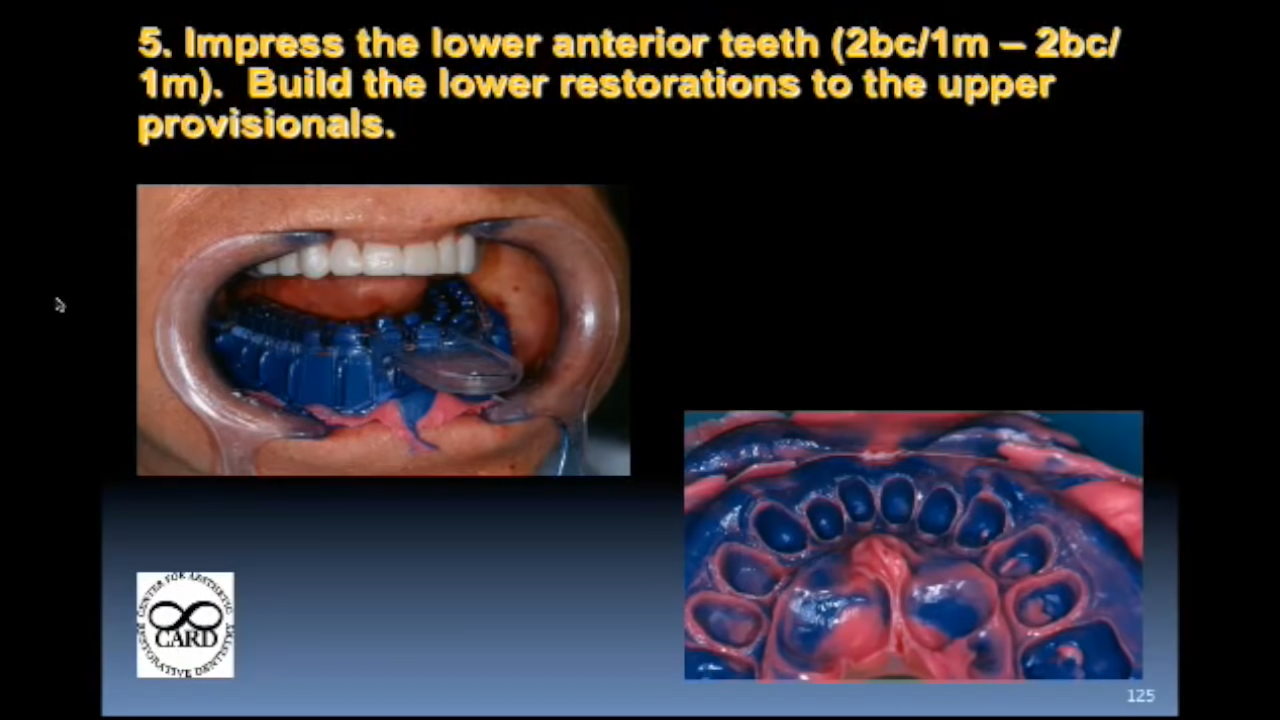 5. Impress the lower anterior teeth (2bc/1m – 2bc/
1m).  Build the lower restorations to the upper
provisionals.
CENTER FOR AESTHETIC
CARD
RESTORATIVE DENTISTRY
125